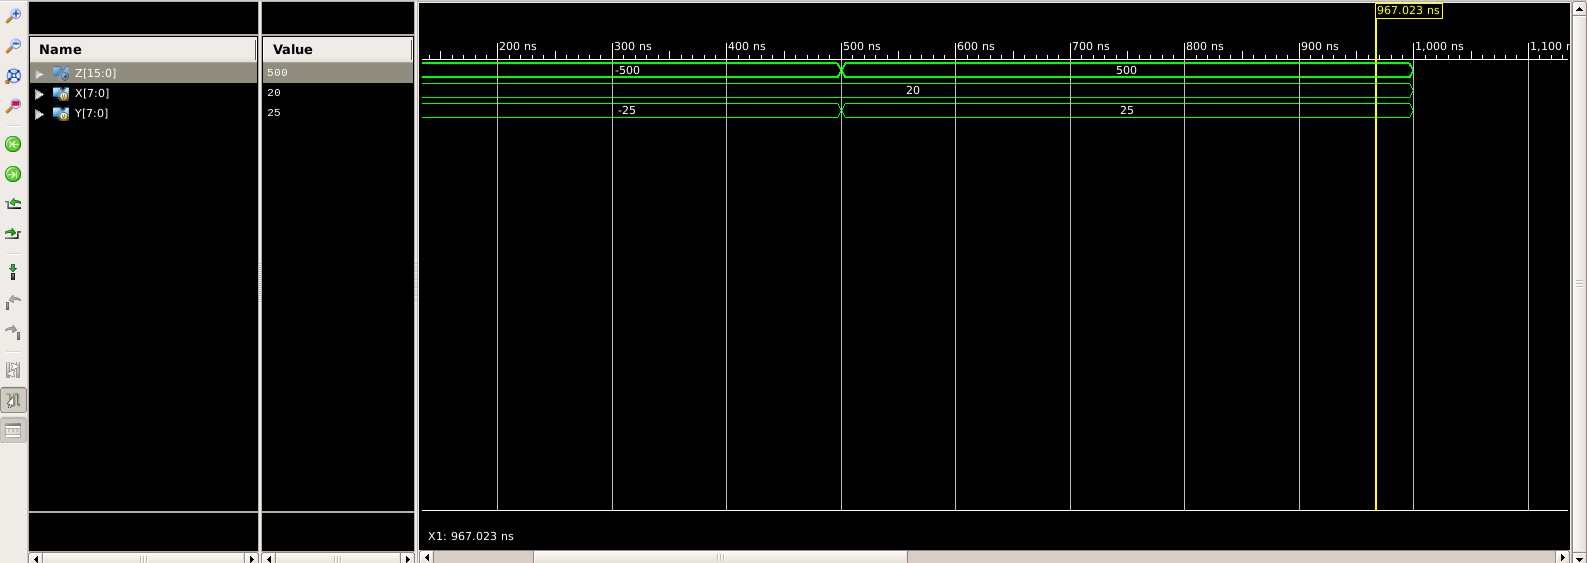 967.023 ns
Name
Value
200 ns
300 ns
400 ns
500 ns
600 ns
700 ns
800 ns
900 ns
1,000 ns
1,100 n
Z[15:0]
500
-500
500
X[7:0]
20
20
Y[7:0]
25
-25
25
X1: 967.023 ns